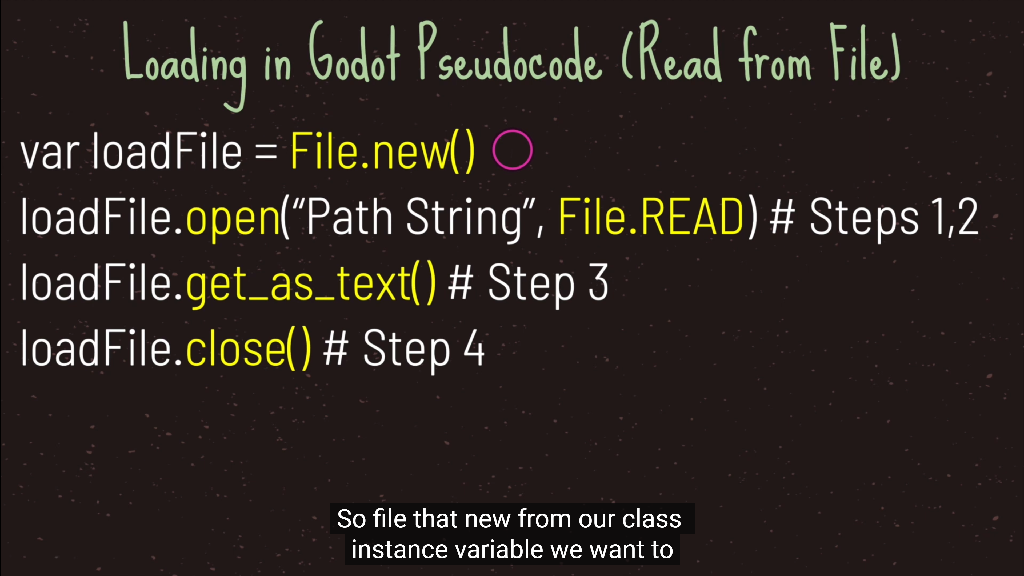 Loading in Godot Pseudocode (Read from File)
var loadFile = File.new()
loadFile.open(“Path String”, File.READ) # Steps 1,2
loadFile.get_as_text() # Step 3
loadFile.close() # Step 4
So file that new from our class
instance variable we want to